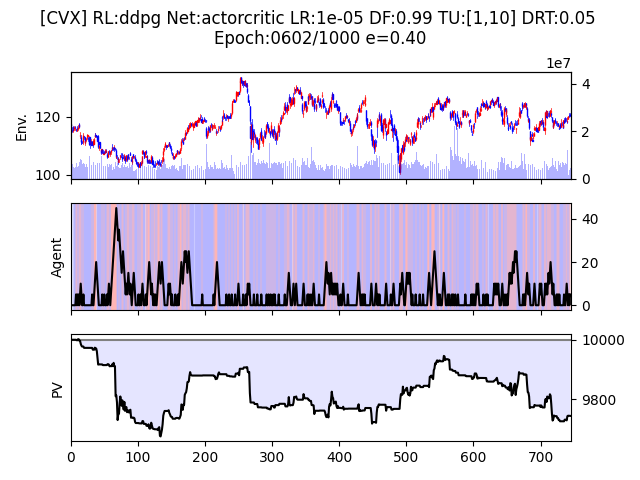 [CVX] RL:ddpg Net:actorcritic LR:1e-05 DF:0.99 TU:[1,10] DRT:0.05
Epoch:0602/1000 e=0.40
1e7
Env.
120
100
4
2
0
Agent
40
20
0
PV
10000
9800
0 100 200 300 400 500 600 700